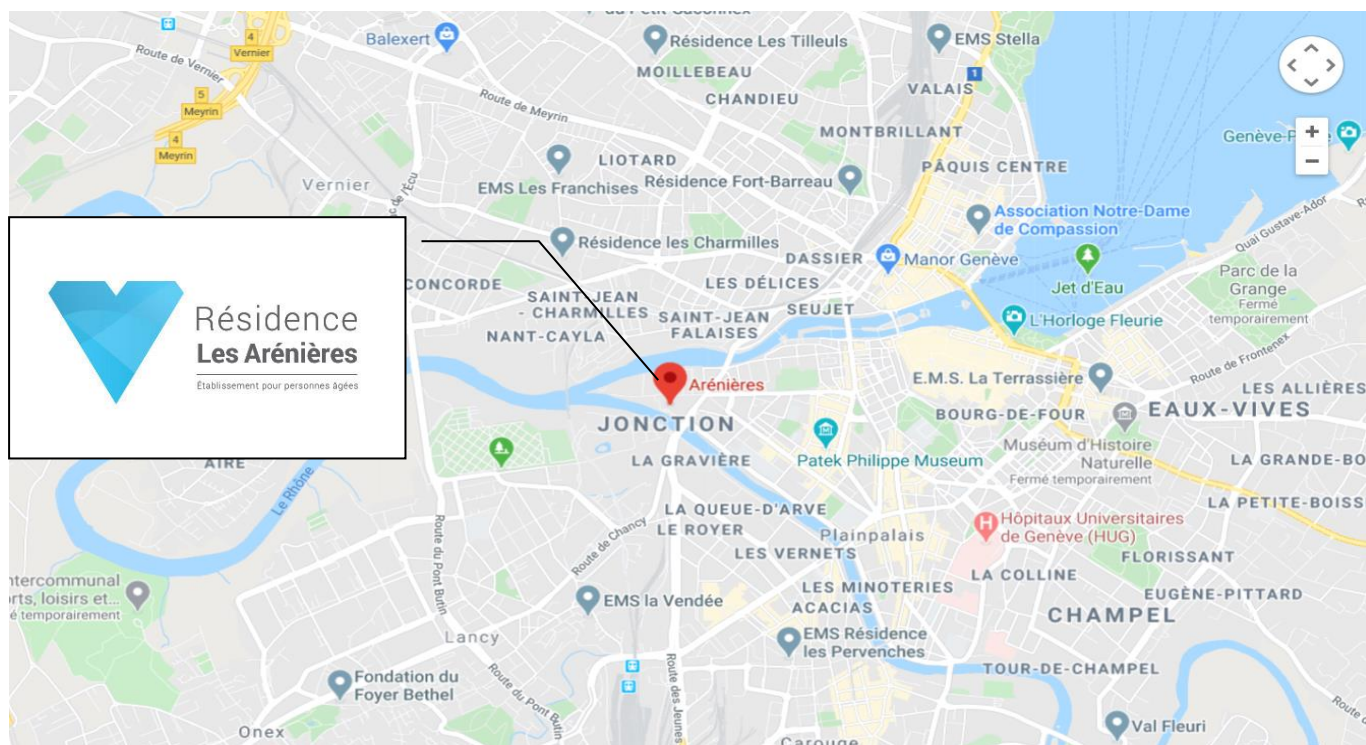 du Petit-Saconnex
4
Vernier
Balexert
Résidence Les Tilleuls
EMS Stella
Route de Vernier
MOILLEBEAU
1
VALAIS
5
Meyrin
Route de Meyrin
CHANDIEU
MONTBRILLANT
4
Meyrin
LIOTARD
PÂQUIS CENTRE
Vernier
EMS Les Franchises
Résidence Fort-Barreau
Association Notre-Dame
de Compassion
Quai Gustave-Ador
Résidence les Charmilles
DASSIER
Manor Genève
Parc de la
Grange
Fermé
temporairement
CONCORDE
LES DÉLICES
Jet d'Eau
SAINT-JEAN
- CHARMILLES
SAINT-JEAN
FALAISES
SEUJET
L'Horloge Fleurie
NANT-CAYLA
Résidence
Les Arénières
Établissement pour personnes âgées
Arénières
E.M.S. La Terrassière
Route de Frontenex
LES ALLIÈRES
JONCTION
BOURG-DE-FOUR
EAUX-VIVES
AIRE
LA GRAVIÈRE
Patek Philippe Museum
Muséum d'Histoire
Naturelle
Fermé temporairement
LA GRANDE-BO
Le Rhône
LA PETITE-BOISS
LA QUEUE-D'ARVE
LE ROYER
Plainpalais
Hôpitaux Universitaires
de Genève (HUG)
Route du Pont Butin
Route de Chancy
LES VERNETS
FLORISSANT
ntercommunal
orts, loisirs et...
é temporairement
EMS la Vendée
LES MINOTERIES
LA COLLINE
EUGÈNE-PITTARD
ACACIAS
CHAMPEL
Lancy
EMS Résidence
les Pervenches
TOUR-DE-CHAMPEL
Fondation du
Foyer Bethel
Route du Pont Butin
Route des Jeunes
Val Fleuri
Onex
Carouge